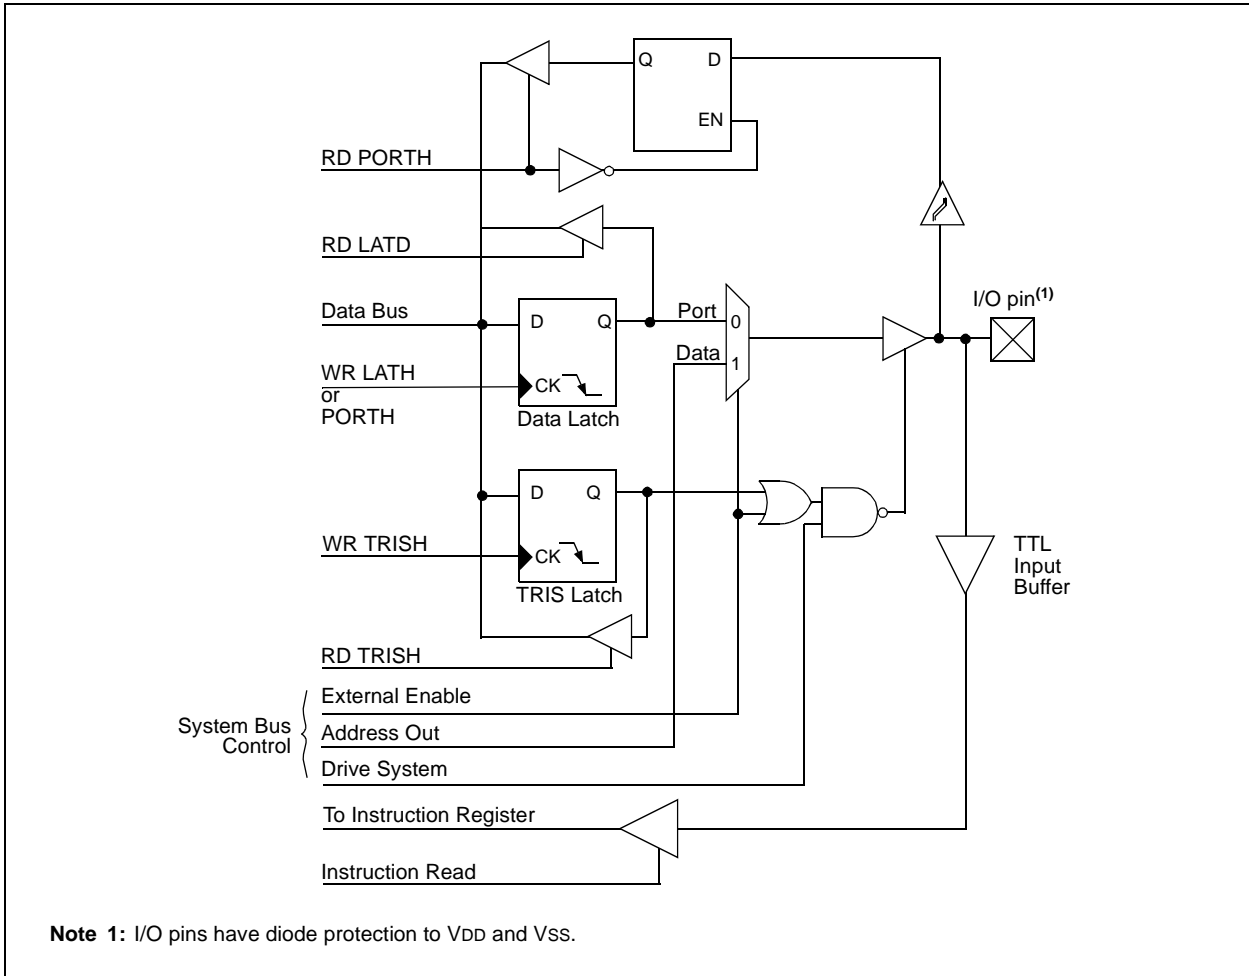 Q D
EN
RD PORTH
RD LATD
Data Bus
D Q
Port
0
I/O pin(1)
Data
1
WR LATH
or
PORTH
CK
Data Latch
D Q
WR TRISH
CK
TRIS Latch
TTL
Input
Buffer
RD TRISH
External Enable
System Bus
Control
Address Out
Drive System
To Instruction Register
Instruction Read
Note 1: I/O pins have diode protection to VDD and VSS.